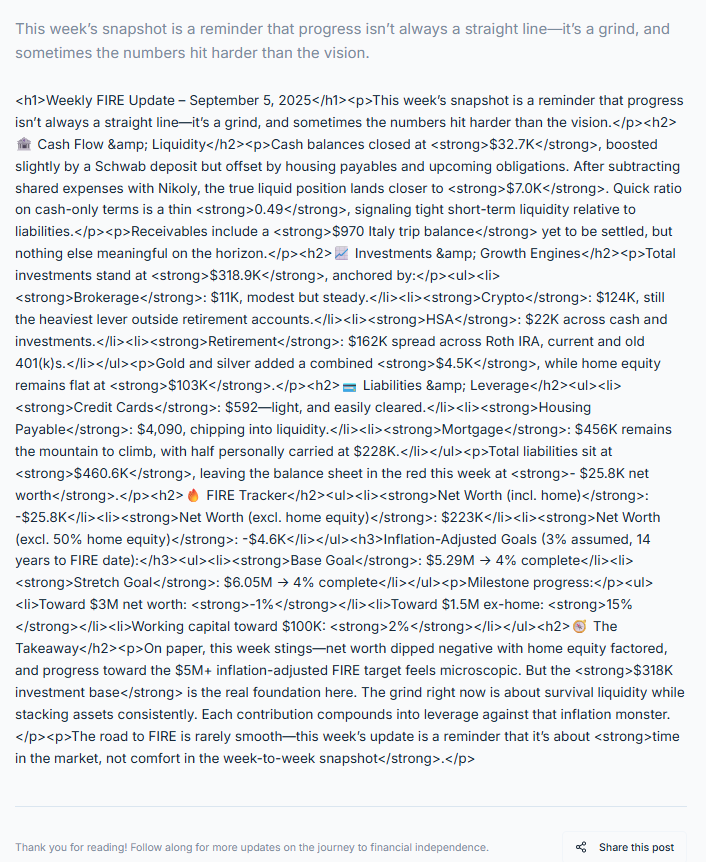 This week’s snapshot is a reminder that progress isn’t always a straight line—it’s a grind, and
sometimes the numbers hit harder than the vision.
<h1>Weekly FIRE Update – September 5, 2025</h1><p>This week’s snapshot is a reminder that progress
isn’t always a straight line—it’s a grind, and sometimes the numbers hit harder than the vision.</p><h2>
🏦 Cash Flow &amp; Liquidity</h2><p>Cash balances closed at <strong>$32.7K</strong>, boosted
slightly by a Schwab deposit but offset by housing payables and upcoming obligations. After subtracting
shared expenses with Nikoly, the true liquid position lands closer to <strong>$7.0K</strong>. Quick ratio
on cash-only terms is a thin <strong>0.49</strong>, signaling tight short-term liquidity relative to
liabilities.</p><p>Receivables include a <strong>$970 Italy trip balance</strong> yet to be settled, but
nothing else meaningful on the horizon.</p><h2>📈 Investments &amp; Growth Engines</h2><p>Total
investments stand at <strong>$318.9K</strong>, anchored by:</p><ul><li>
<strong>Brokerage</strong>: $11K, modest but steady.</li><li><strong>Crypto</strong>: $124K, still
the heaviest lever outside retirement accounts.</li><li><strong>HSA</strong>: $22K across cash and
investments.</li><li><strong>Retirement</strong>: $162K spread across Roth IRA, current and old
401(k)s.</li></ul><p>Gold and silver added a combined <strong>$4.5K</strong>, while home equity
remains flat at <strong>$103K</strong>.</p><h2>💳 Liabilities &amp; Leverage</h2><ul><li>
<strong>Credit Cards</strong>: $592—light, and easily cleared.</li><li><strong>Housing
Payable</strong>: $4,090, chipping into liquidity.</li><li><strong>Mortgage</strong>: $456K remains
the mountain to climb, with half personally carried at $228K.</li></ul><p>Total liabilities sit at
<strong>$460.6K</strong>, leaving the balance sheet in the red this week at <strong>- $25.8K net
worth</strong>.</p><h2>🔥 FIRE Tracker</h2><ul><li><strong>Net Worth (incl. home)</strong>:
-$25.8K</li><li><strong>Net Worth (excl. home equity)</strong>: $223K</li><li><strong>Net Worth
(excl. 50% home equity)</strong>: -$4.6K</li></ul><h3>Inflation-Adjusted Goals (3% assumed, 14
years to FIRE date):</h3><ul><li><strong>Base Goal</strong>: $5.29M → 4% complete</li><li>
<strong>Stretch Goal</strong>: $6.05M → 4% complete</li></ul><p>Milestone progress:</p><ul>
<li>Toward $3M net worth: <strong>-1%</strong></li><li>Toward $1.5M ex-home: <strong>15%
</strong></li><li>Working capital toward $100K: <strong>2%</strong></li></ul><h2>🧭 The
Takeaway</h2><p>On paper, this week stings—net worth dipped negative with home equity factored,
and progress toward the $5M+ inflation-adjusted FIRE target feels microscopic. But the <strong>$318K
investment base</strong> is the real foundation here. The grind right now is about survival liquidity while
stacking assets consistently. Each contribution compounds into leverage against that inflation monster.
</p><p>The road to FIRE is rarely smooth—this week’s update is a reminder that it’s about <strong>time
in the market, not comfort in the week-to-week snapshot</strong>.</p>
Thank you for reading! Follow along for more updates on the journey to financial independence.
Share this post